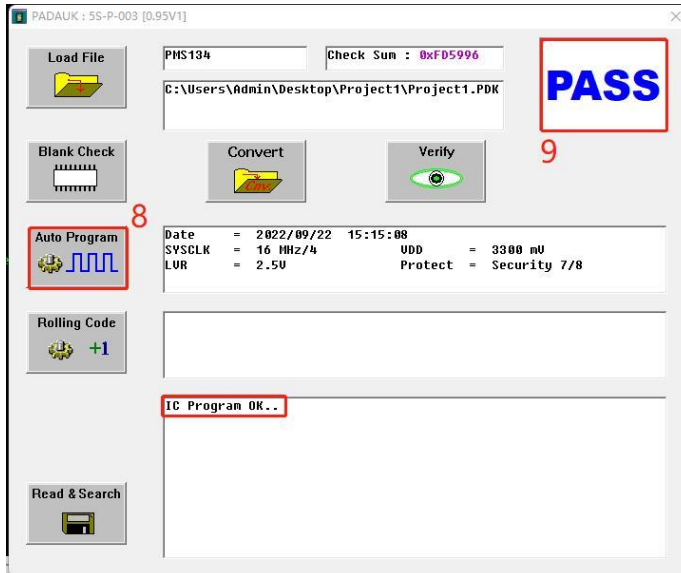 PADAUK : 5S-P-003 [0.95V1]
Load File
PMS134
Check Sum : 0xFD5996
C:\Users\Admin\Desktop\Project1\Project1.PDK
PASS
9
Blank Check
Convert
Cnv.
Verify
8
Auto Program
Date = 2022/09/22 15:15:08
SYSCLK = 16 MHz/4 VDD = 3300 mV
LVR = 2.5V Protect = Security 7/8
Rolling Code
+1
IC Program OK..
Read & Search